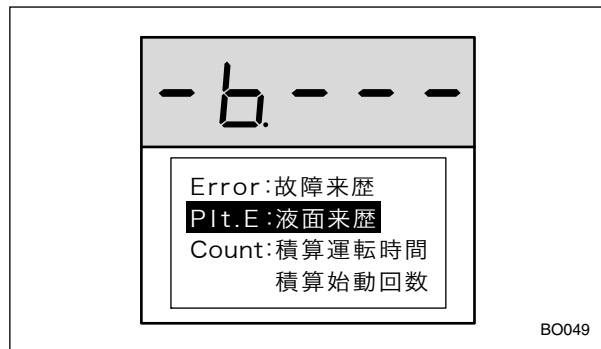 - b. - - -
Error:故障来歴
Plt.E:液面来歴
Count:積算運転時間
積算始動回数
BO049